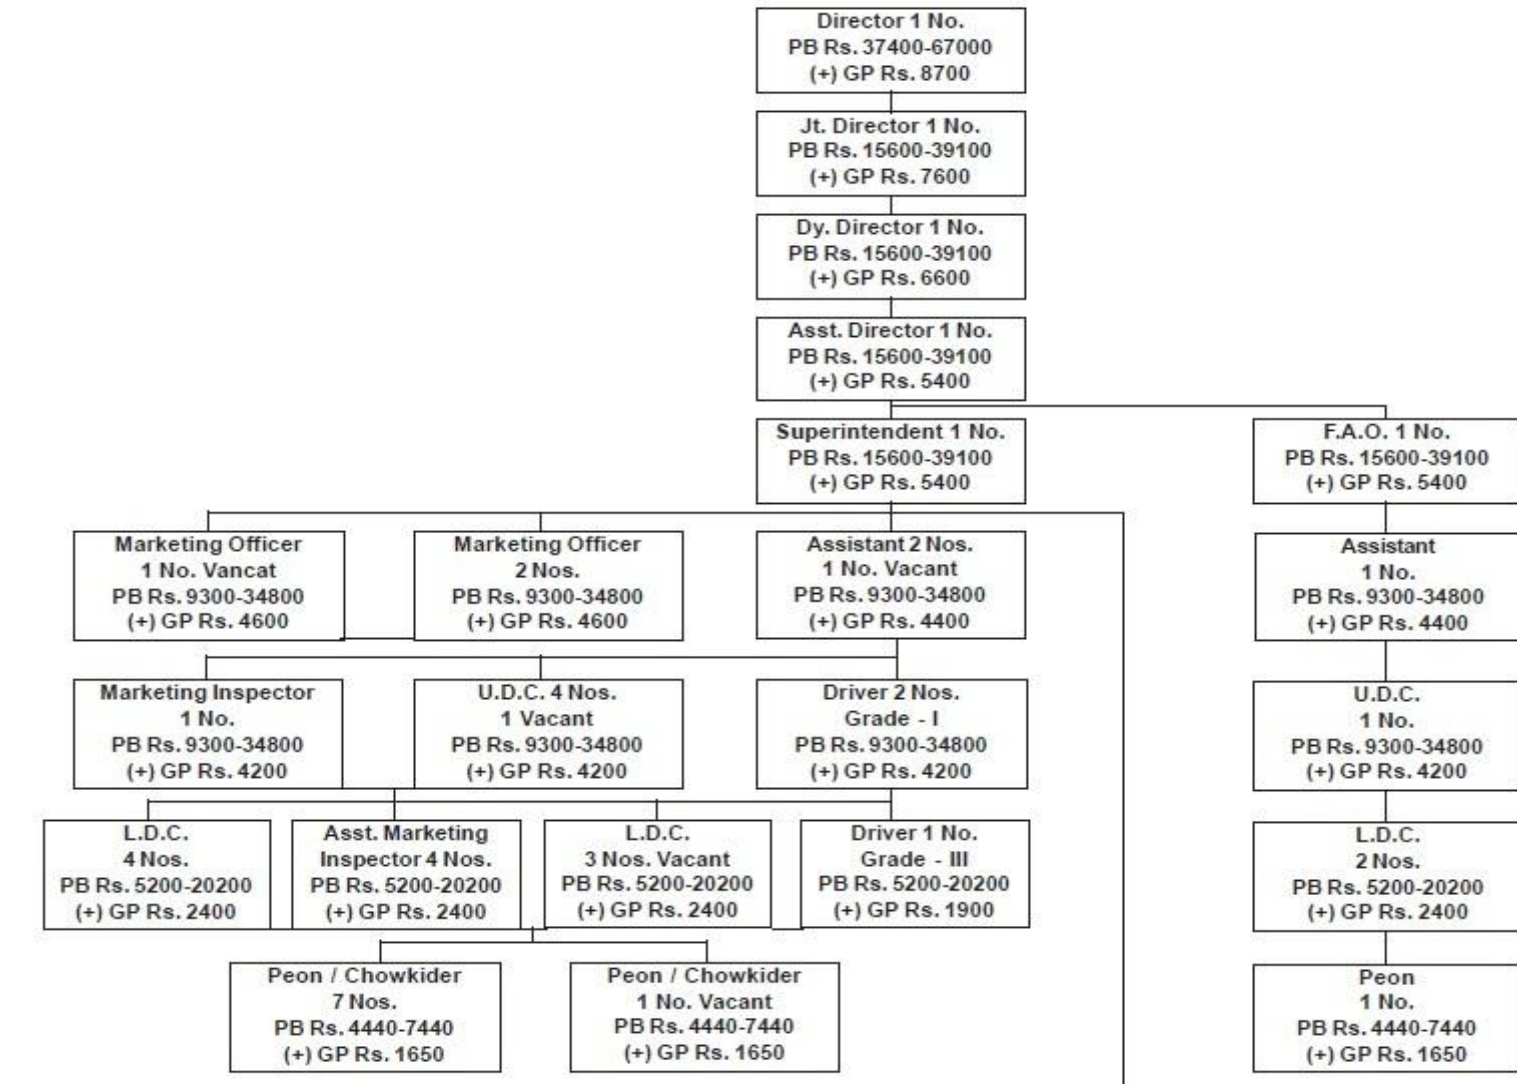 Director 1 No.
PB Rs. 37400-67000
(+) GP Rs. 8700
Jt. Director 1 No.
PB Rs. 15600-39100
(+) GP Rs. 7600
Dy. Director 1 No.
PB Rs. 15600-39100
(+) GP Rs. 6600
Asst. Director 1 No.
PB Rs. 15600-39100
(+) GP Rs. 5400
Superintendent 1 No.
PB Rs. 15600-39100
(+) GP Rs. 5400
F.A.O. 1 No.
PB Rs. 15600-39100
(+) GP Rs. 5400
Marketing Officer
1 No. Vancat
PB Rs. 9300-34800
(+) GP Rs. 4600
Marketing Officer
2 Nos.
PB Rs. 9300-34800
(+) GP Rs. 4600
Assistant 2 Nos.
1 No. Vacant
PB Rs. 9300-34800
(+) GP Rs. 4400
Assistant
1 No.
PB Rs. 9300-34800
(+) GP Rs. 4400
Marketing Inspector
1 No.
PB Rs. 9300-34800
(+) GP Rs. 4200
U.D.C. 4 Nos.
1 Vacant
PB Rs. 9300-34800
(+) GP Rs. 4200
Driver 2 Nos.
Grade - I
PB Rs. 9300-34800
(+) GP Rs. 4200
U.D.C.
1 No.
PB Rs. 9300-34800
(+) GP Rs. 4200
L.D.C.
4 Nos.
PB Rs. 5200-20200
(+) GP Rs. 2400
Asst. Marketing
Inspector 4 Nos.
PB Rs. 5200-20200
(+) GP Rs. 2400
L.D.C.
3 Nos. Vacant
PB Rs. 5200-20200
(+) GP Rs. 2400
Driver 1 No.
Grade - III
PB Rs. 5200-20200
(+) GP Rs. 1900
L.D.C.
2 Nos.
PB Rs. 5200-20200
(+) GP Rs. 2400
Peon / Chowkider
7 Nos.
PB Rs. 4440-7440
(+) GP Rs. 1650
Peon / Chowkider
1 No. Vacant
PB Rs. 4440-7440
(+) GP Rs. 1650
Peon
1 No.
PB Rs. 4440-7440
(+) GP Rs. 1650